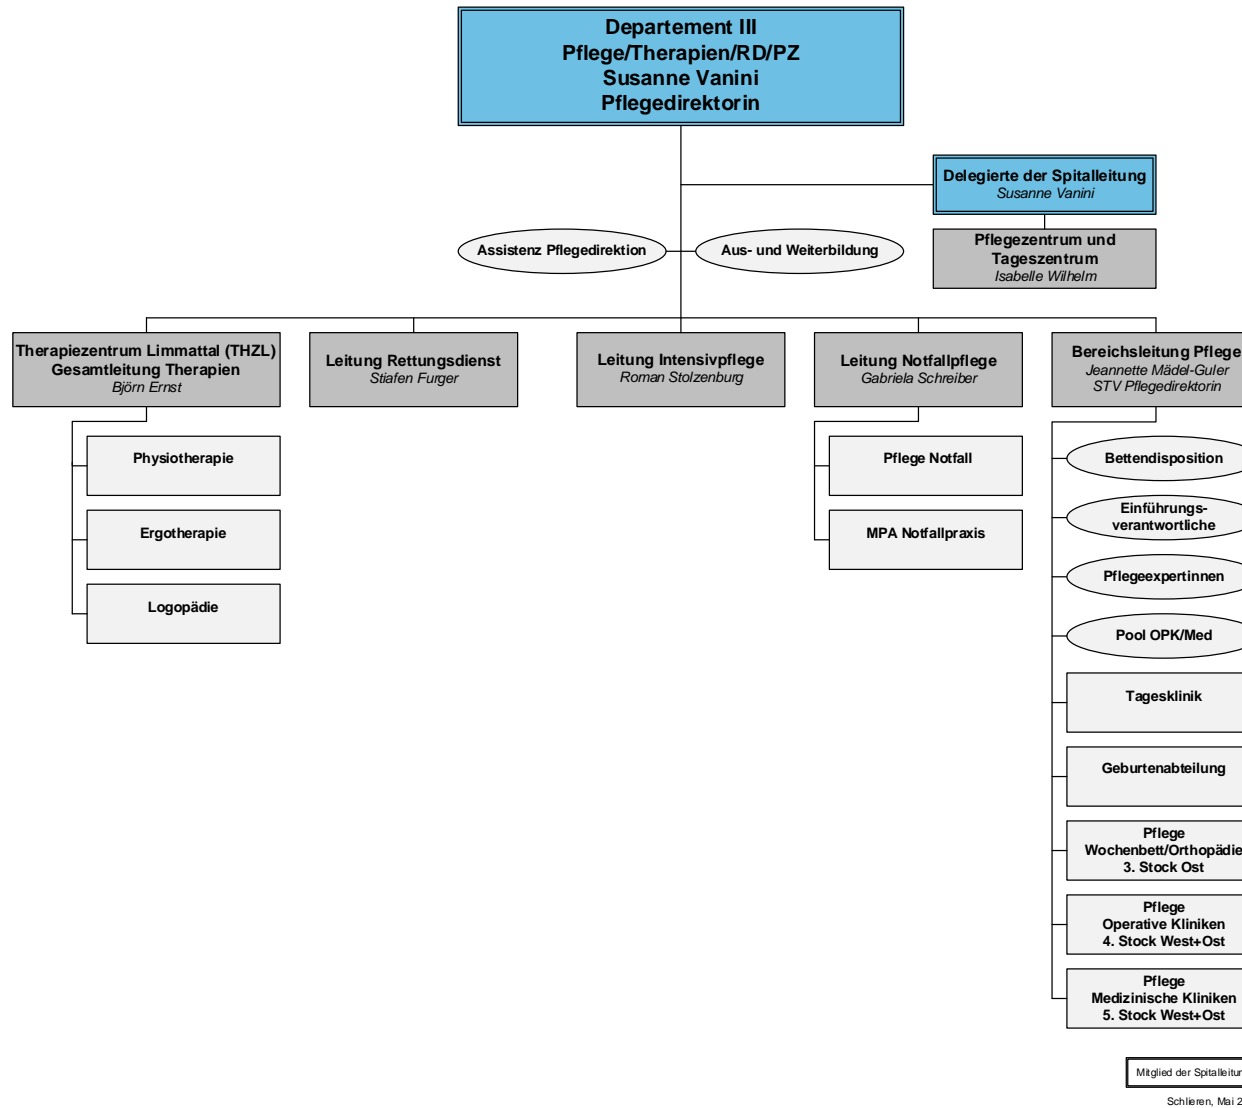 Departement III
Pflege/Therapien/RD/PZ
Susanne Vanini
Pflegedirektorin
Delegierte der Spitalleitung
Susanne Vanini
Assistenz Pflegedirektion
Aus- und Weiterbildung
Pflegezentrum und
Tageszentrum
Isabelle Wilhelm
Therapiezentrum Limmattal (THZL)
Gesamtleitung Therapien
Björn Ernst
Leitung Rettungsdienst
Stiafen Furger
Leitung Intensivpflege
Roman Stolzenburg
Leitung Notfallpflege
Gabriela Schreiber
Bereichsleitung Pflege
Jeannette Mädel-Guler
STV Pflegedirektorin
Physiotherapie
Ergotherapie
Logopädie
Pflege Notfall
MPA Notfallpraxis
Bettendisposition
Einführungs-
verantwortliche
Pflegeexpertinnen
Pool OPK/Med
Tagesklinik
Geburtenabteilung
Pflege
Wochenbett/Orthopädie
3. Stock Ost
Pflege
Operative Kliniken
4. Stock West+Ost
Pflege
Medizinische Kliniken
5. Stock West+Ost
Mitglied der
Schlieren, Mai